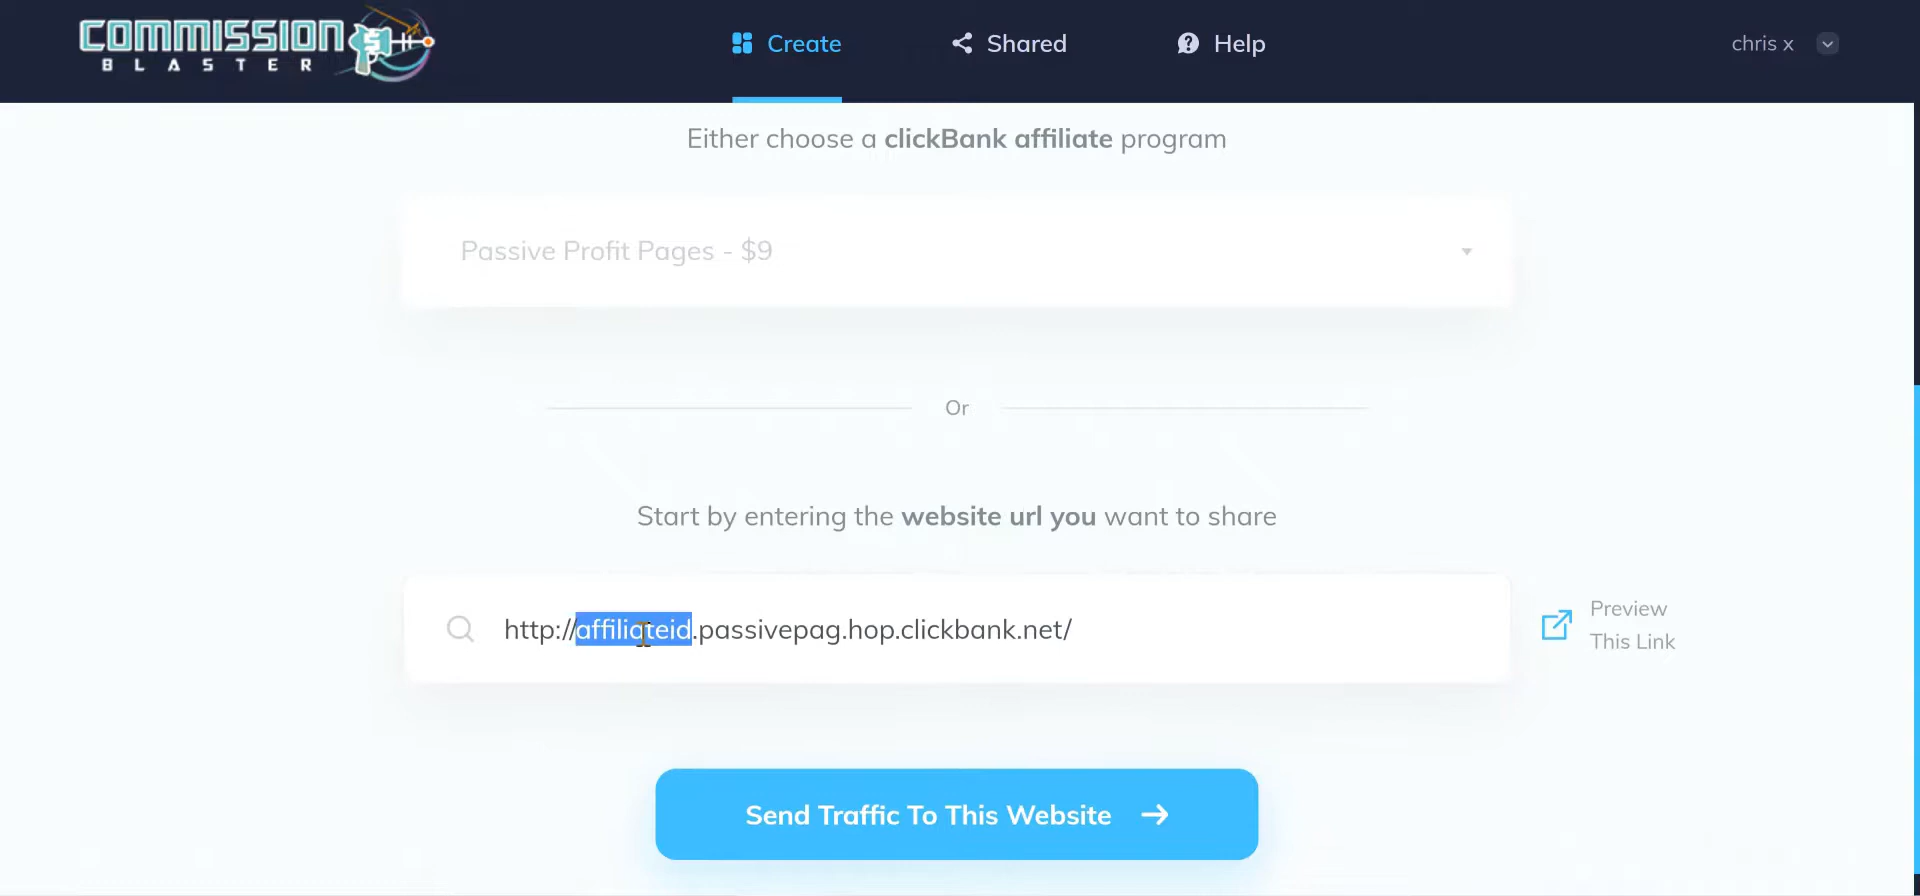 COMMISSION
BLASTER
Create
Shared
Help
chris x
Either choose a clickBank affiliate program
Passive Profit Pages - $9
Or
Start by entering the website url you want to share
http://affiliateid.passivepag.hop.clickbank.net/
Preview
This Link
Send Traffic To This Website